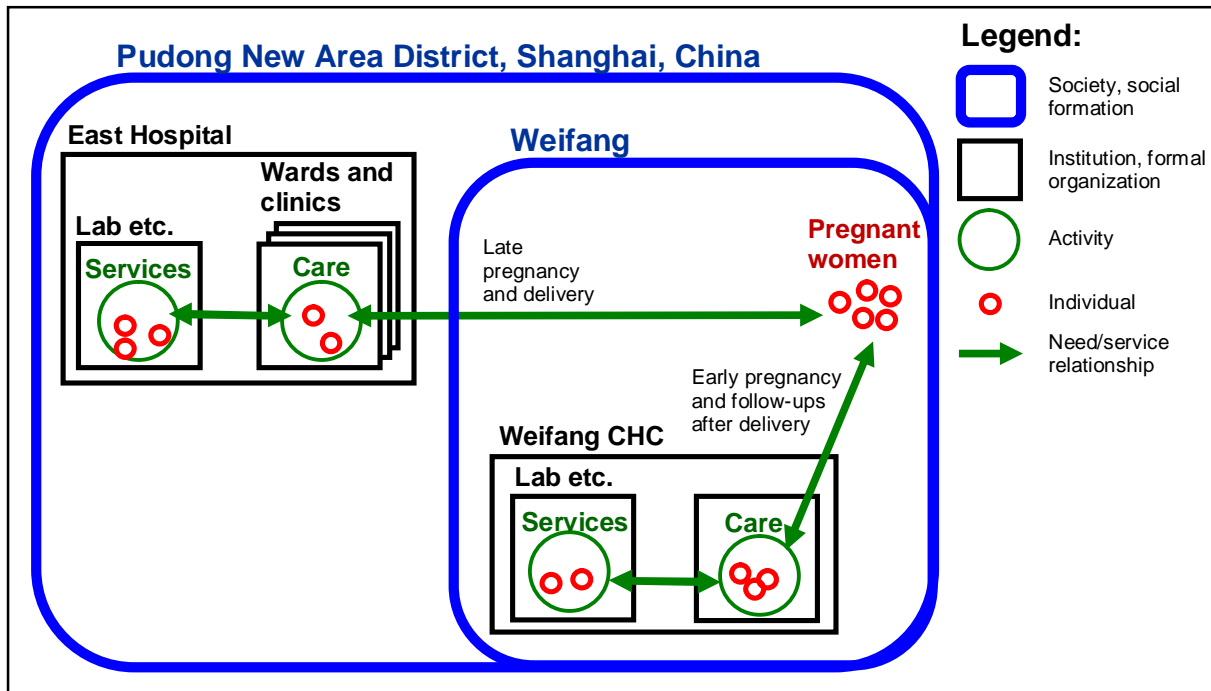 Pudong New Area District, Shanghai, China
East Hospital
Wards and
clinics
Lab etc.
Services
Care
Late
pregnancy
and delivery
Weifang
Pregnant
women
Early pregnancy
and follow-ups
after delivery
Weifang CHC
Lab etc.
Services
Care
Legend:
Society, social
formation
Institution, formal
organization
Activity
Individual
Need/service
relationship